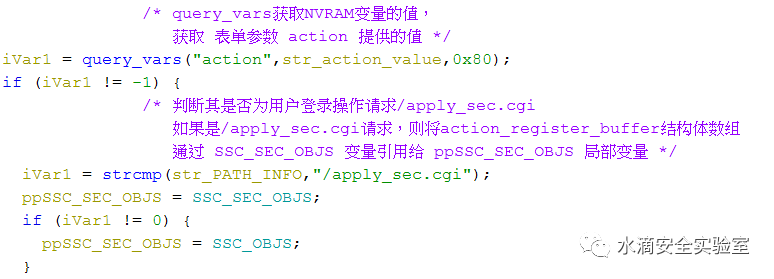 /* query_vars获取NVRAM变量的值,
获取 表单参数 action 提供的值 */
iVar1 = query_vars("action",str_action_value,0x80);
if (iVar1 != -1) {
/* 判断其是否为用户登录操作请求/apply_sec.cgi
如果是/apply_sec.cgi请求,则将action_register_buffer结构体数组
通过 SSC_SEC_OBJS 变量引用给 ppSSC_SEC_OBJS 局部变量 */
iVar1 = strcmp(str_PATH_INFO,"/apply_sec.cgi");
ppSSC_SEC_OBJS = SSC_SEC_OBJS;
if (iVar1 != 0) {
ppSSC_SEC_OBJS = SSC_OBJS;
}
水滴安全实验室